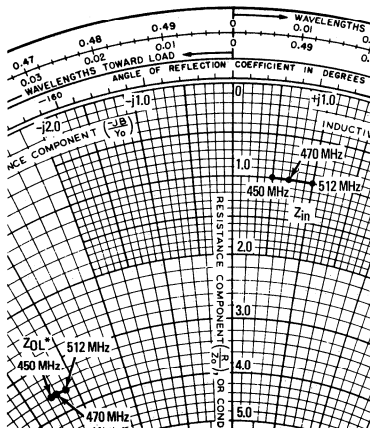 WAVELENGTHS
0.47
0.48
0.49
0
0.01
0.03
0.02
0.01
0
0.49
WAVELENGTHS TOWARD LOAD
ANGLE OF REFLECTION COEFFICIENT IN DEGREES
−160
−j2.0
−j1.0
0
+j1.0
NCE COMPONENT (−JB/Yo)
INDUCTIV
1.0
470 MHz
450 MHz
512 MHz
Zin
RESISTANCE COMPONENT (R/Zo), OR COND
2.0
3.0
ZOL*
512 MHz
450 MHz
4.0
470 MHz
5.0